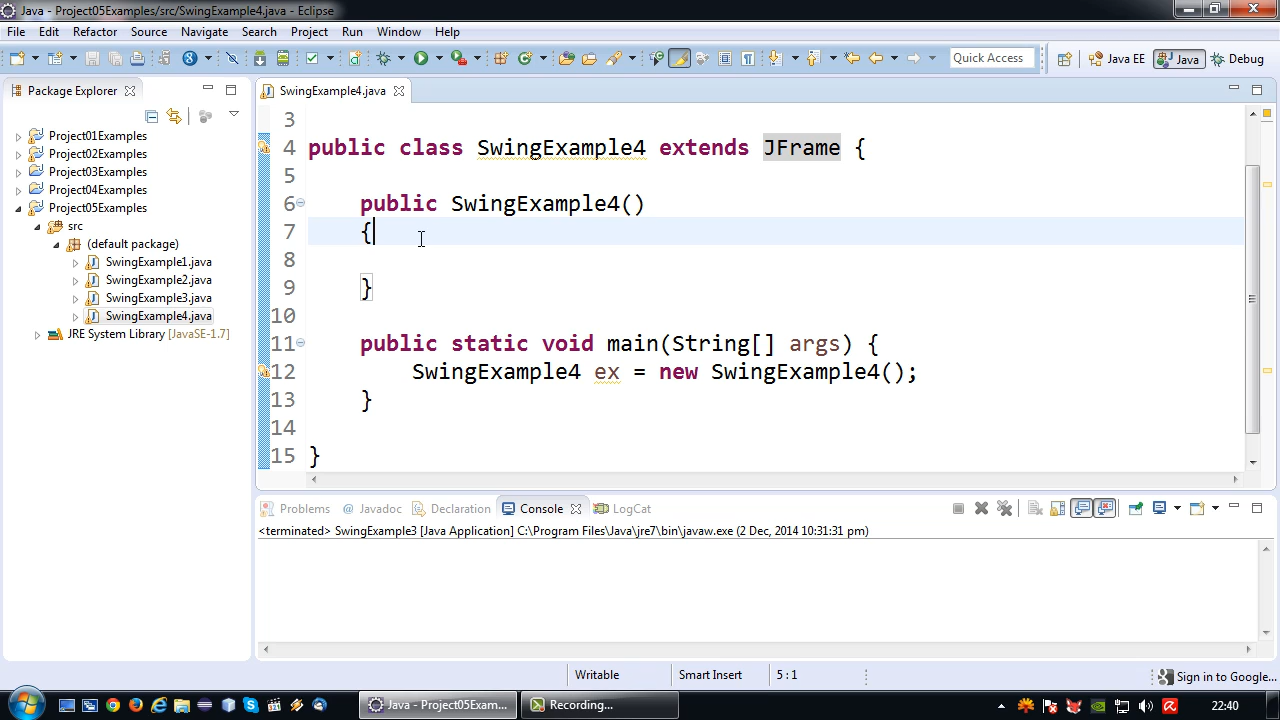 Java - Project05Examples/src/SwingExample4.java - Eclipse
File Edit Refactor Source Navigate Search Project Run Window Help
Quick Access Java EE Java Debug
Package Explorer
Project01Examples
Project02Examples
Project03Examples
Project04Examples
Project05Examples
src
(default package)
SwingExample1.java
SwingExample2.java
SwingExample3.java
SwingExample4.java
JRE System Library [JavaSE-1.7]
SwingExample4.java
3
4 public class SwingExample4 extends JFrame {
5
6 public SwingExample4()
7 {
8
9 }
10
11 public static void main(String[] args) {
12 SwingExample4 ex = new SwingExample4();
13 }
14
15 }
Problems @ Javadoc Declaration Console LogCat
<terminated> SwingExample3 [Java Application] C:\Program Files\Java\jre7\bin\javaw.exe (2 Dec, 2014 10:31:31 pm)
Writable Smart Insert 5 : 1 Sign in to Google...
Java - Project05Exam... Recording... 22:40